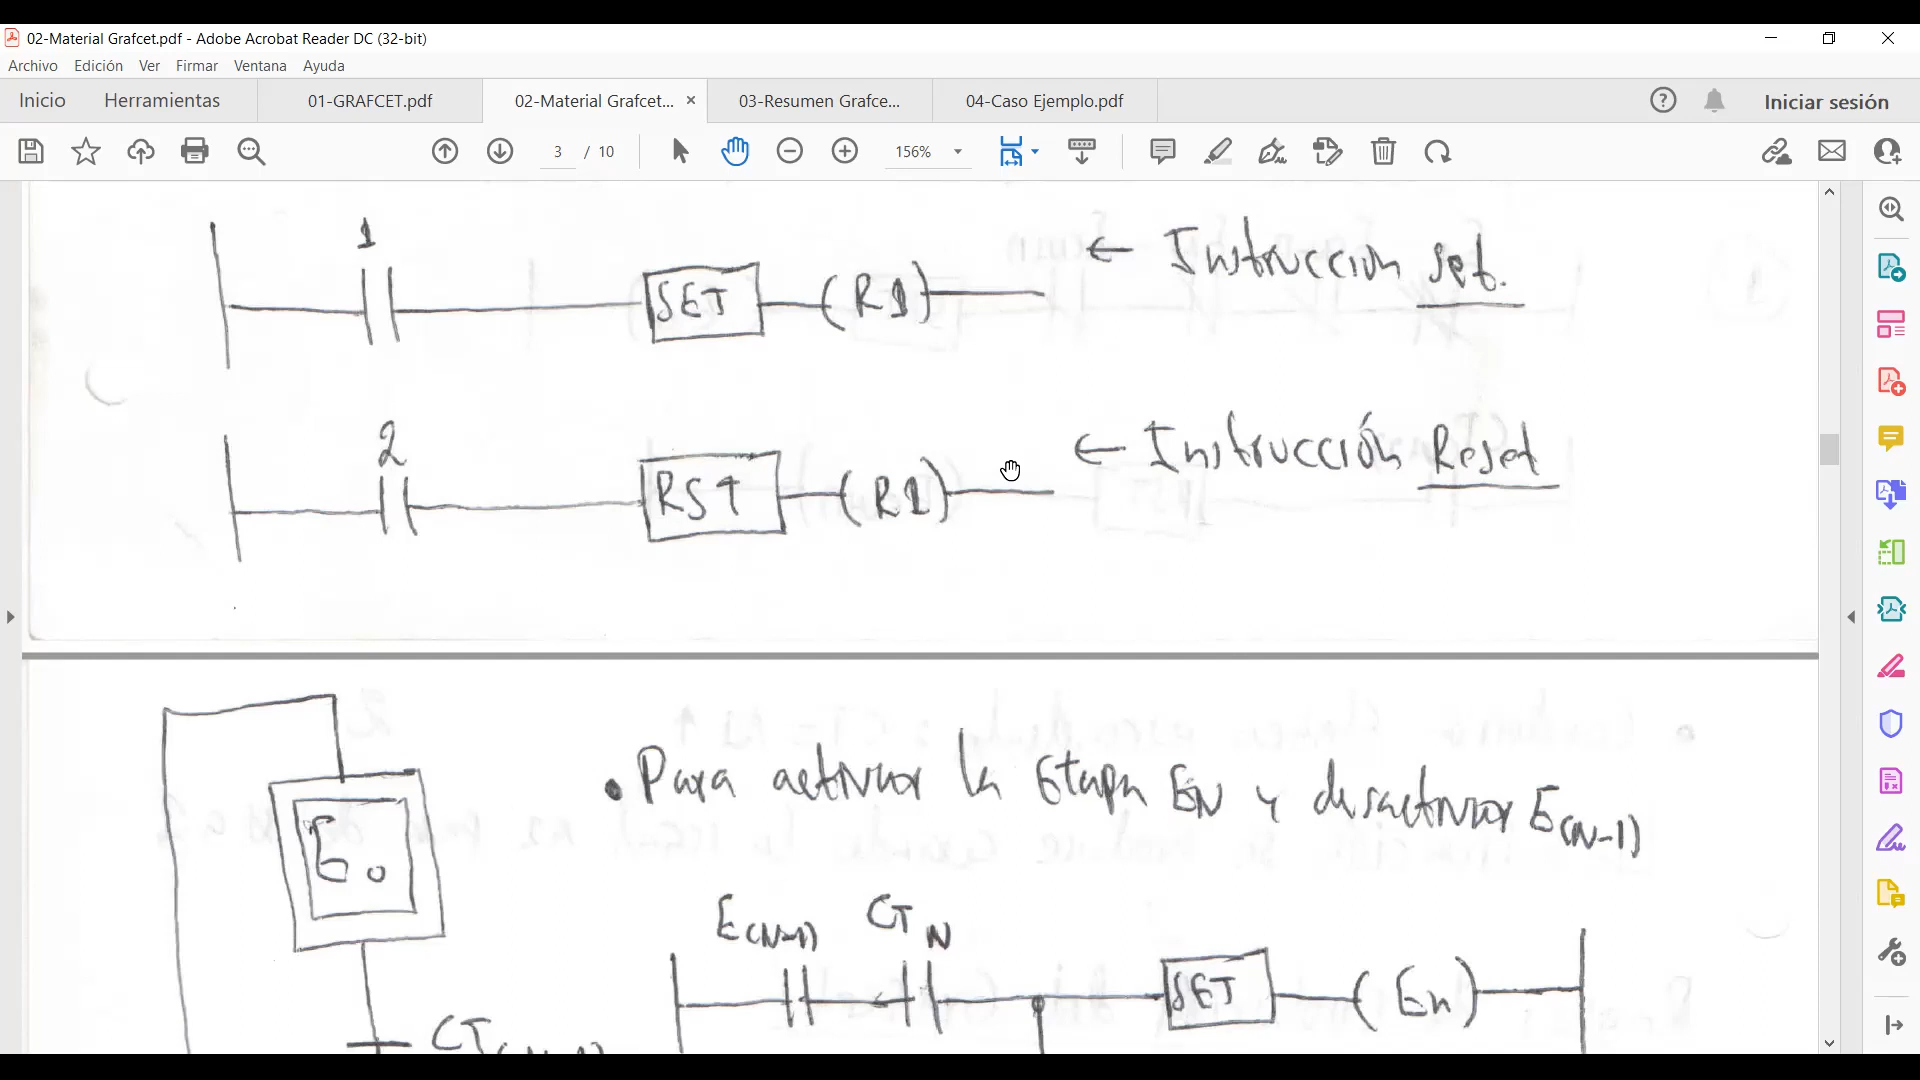 02-Material Grafcet.pdf - Adobe Acrobat Reader DC (32-bit)
Archivo Edición Ver Firmar Ventana Ayuda
Inicio Herramientas 01-GRAFCET.pdf 02-Material Grafcet... × 03-Resumen Grafce... 04-Caso Ejemplo.pdf Iniciar sesión
3 / 10 156%
1
SET (R1) ← Instruccion Set.
2
RST (R1) ← Instrucción Reset
E0
• Para activar la Etapa EN y desactivar E(N-1)
E(N-1) CTN
SET (En)
CT